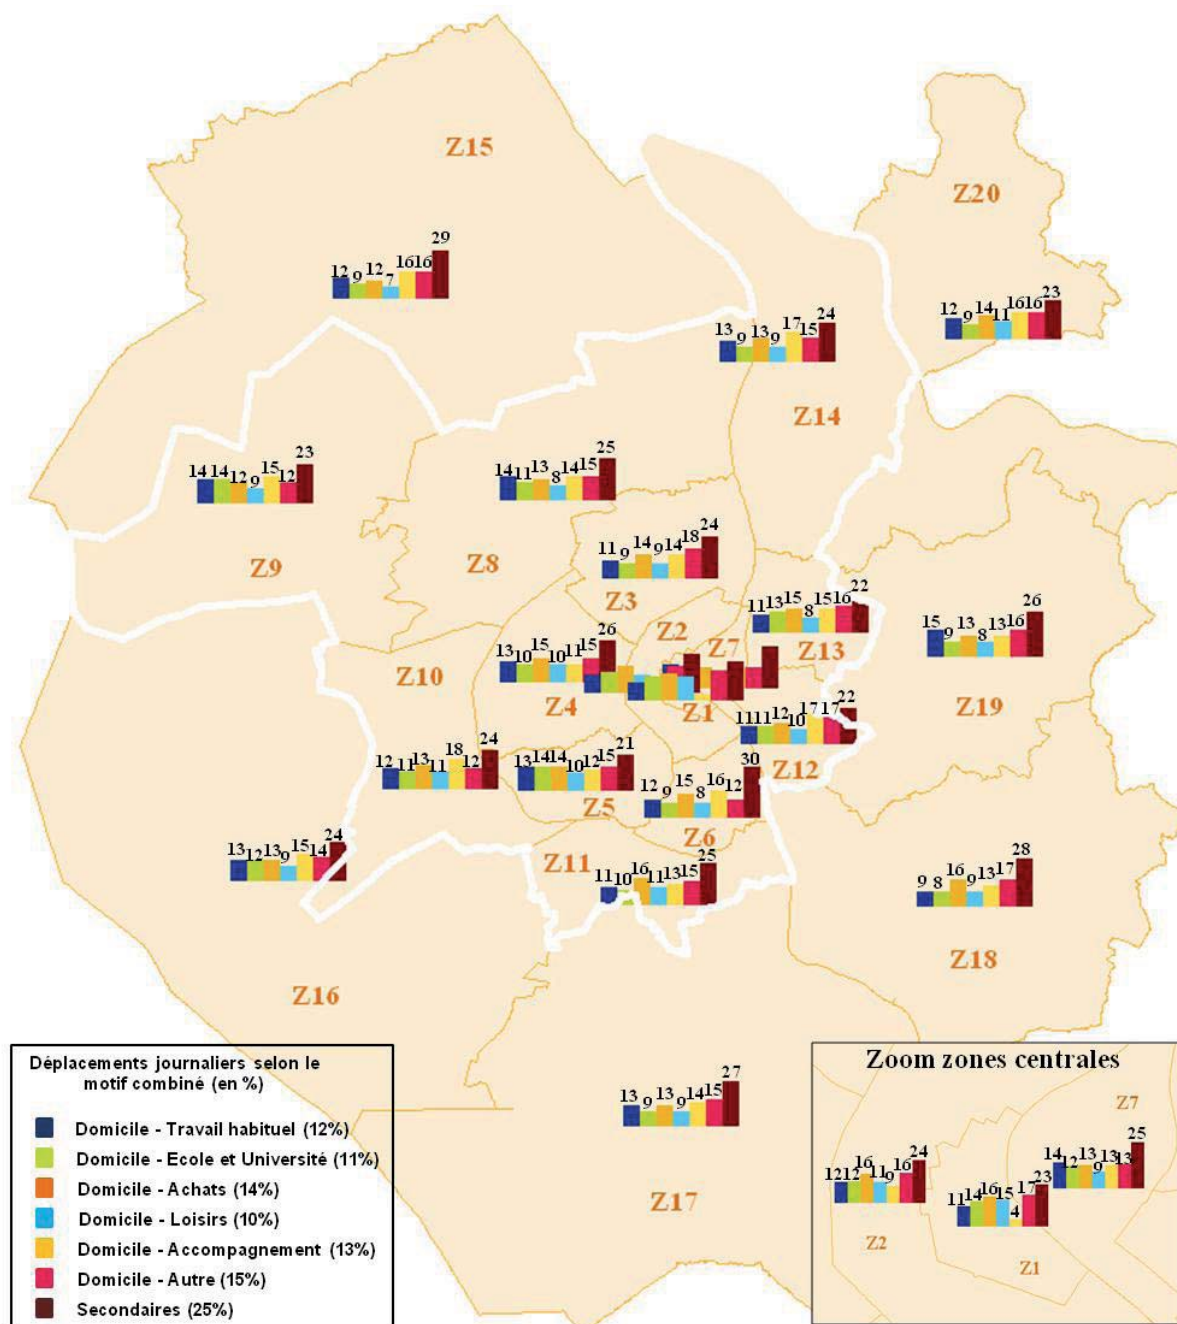 Z15
Z20
29
12 9 12 7 16 16
23
12 9 14 11 16 16
24
13 9 13 9 17 15
Z14
23
14 14 12 9 15 12
25
14 11 13 8 14 15
24
11 9 14 9 14 18
Z9
Z8
Z3
22
11 13 15 8 15 16
26
15 9 13 8 13 16
Z2
Z7
Z13
26
13 10 15 10 11 15
Z10
Z4
Z1
Z19
22
11 11 12 10 17 17
24
12 11 13 11 18 12
21
13 14 14 10 12 15
30
12 9 15 8 16 12
Z12
Z5
Z6
24
13 12 13 9 15 14
Z11
25
11 10 16 11 13 15
28
9 8 16 9 13 17
Z18
Z16
27
13 9 13 9 14 15
Z17
Déplacements journaliers selon le
motif combiné (en %)
Domicile - Travail habituel (12%)
Domicile - Ecole et Université (11%)
Domicile - Achats (14%)
Domicile - Loisirs (10%)
Domicile - Accompagnement (13%)
Domicile - Autre (15%)
Secondaires (25%)
Zoom zones centrales
Z7
25
14 12 13 9 13 13
24
12 12 16 11 9 16
23
11 14 16 15 4 17
Z2
Z1